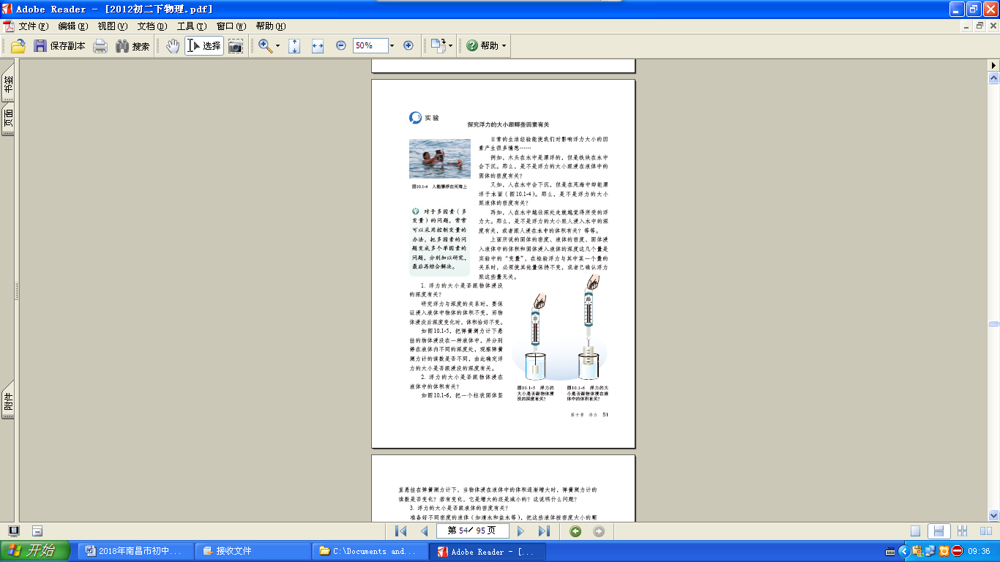 Adobe Reader - [2012初二下物理.pdf]
文件(F) 编辑(E) 视图(V) 文档(D) 工具(T) 窗口(W) 帮助(H)
保存副本 搜索 选择 50% 帮助
书签
页面
附件
实验
探究浮力的大小跟哪些因素有关
图10.1-4 人能漂浮在死海上
对于多因素(多
变量)的问题,常常
可以采用控制变量的
办法,把多因素的问
题变成多个单因素的
问题,分别加以研究,
最后再综合解决。
日常的生活经验能使我们对影响浮力大小的因
素产生很多猜想……
例如,木头在水中是漂浮的,但是铁块在水中
会下沉。那么,是不是浮力的大小跟浸在液体中的
固体的密度有关?
又如,人在水中会下沉,但是在死海中却能漂
浮于水面(图10.1-4)。那么,是不是浮力的大小
跟液体的密度有关?
再如,人在水中越往深处走就越觉得所受的浮
力大。那么,是不是浮力的大小跟人浸入水中的深
度有关,或者跟人浸在水中的体积有关?等等。
上面所说的固体的密度、液体的密度、固体浸
入液体中的体积和固体浸入液体的深度这几个量是
实验中的“变量”。在检验浮力与其中某一个量的
关系时,必须使其他量保持不变,或者已确认浮力
跟这些量无关。
1. 浮力的大小是否跟物体浸没
的深度有关?
研究浮力与深度的关系时,要保
证浸入液体中物体的体积不变,而物
体浸没后深度变化时,体积恰好不变。
如图10.1-5,把弹簧测力计下悬
挂的物体浸没在一种液体中,并分别
停在液体内不同的深度处,观察弹簧
测力计的读数是否不同,由此确定浮
力的大小是否跟浸没的深度有关。
2. 浮力的大小是否跟物体浸在
液体中的体积有关?
如图10.1-6,把一个柱状固体竖
图10.1-5 浮力的
大小是否跟物体浸
没的深度有关?
图10.1-6 浮力的大
小是否跟物体浸在液
体中的体积有关?
第十章 浮力 51
直悬挂在弹簧测力计下。当物体浸在液体中的体积逐渐增大时,弹簧测力计的
读数是否变化?若有变化,它是增大的还是减小的?这说明什么问题?
3. 浮力的大小是否跟液体的密度有关?
准备好不同密度的液体(如清水和盐水等),把这些液体按密度大小的顺
第 54/ 95 页
开始
2018年南昌市初中...
接收文件
C:\Documents and...
Adobe Reader - [...
09:36